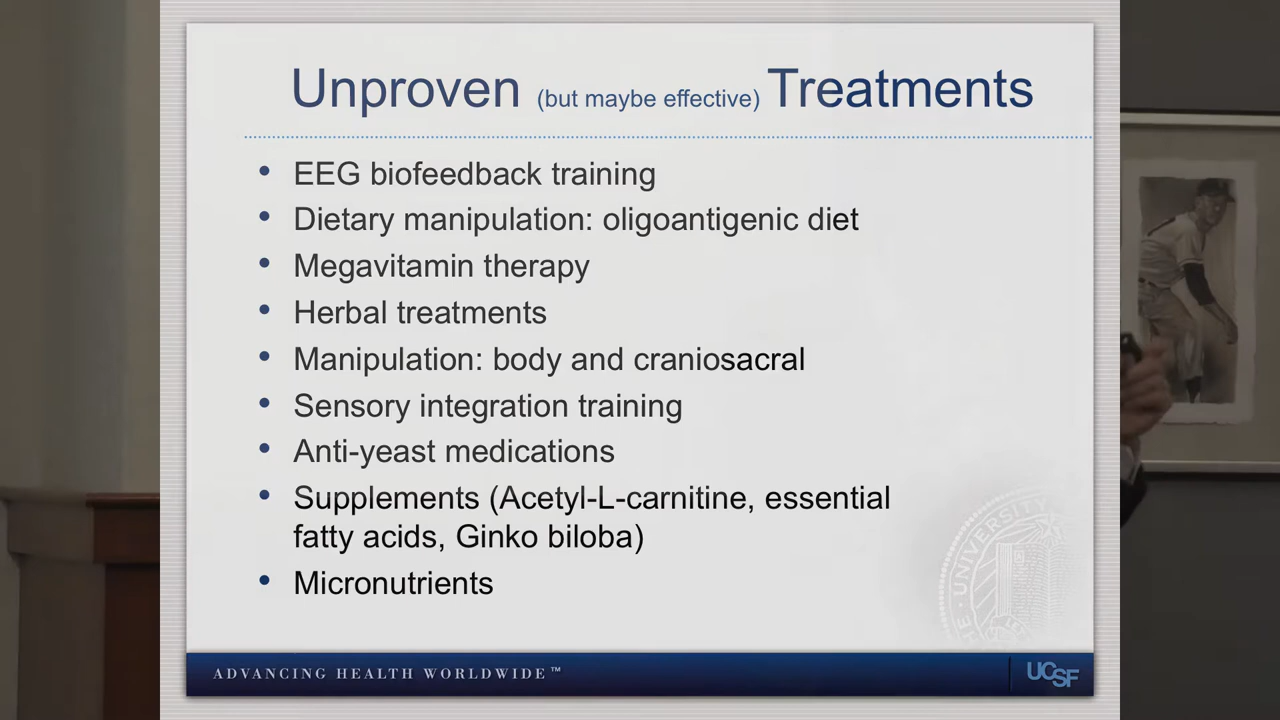 Unproven (but maybe effective) Treatments
• EEG biofeedback training
• Dietary manipulation: oligoantigenic diet
• Megavitamin therapy
• Herbal treatments
• Manipulation: body and craniosacral
• Sensory integration training
• Anti-yeast medications
• Supplements (Acetyl-L-carnitine, essential
fatty acids, Ginko biloba)
• Micronutrients
UNIVERSITY
ADVANCING HEALTH WORLDWIDE™
UCSF